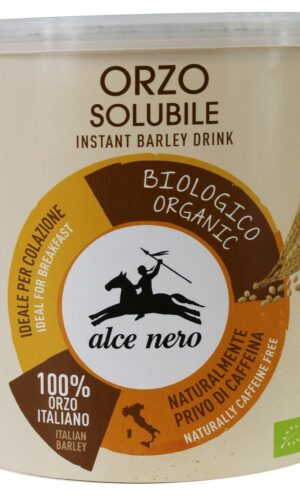 ORZO
SOLUBILE
INSTANT BARLEY DRINK
BIOLOGICO
ORGANIC
IDEALE PER COLAZIONE
IDEAL FOR BREAKFAST
alce nero
100%
ORZO
ITALIANO
ITALIAN
BARLEY
NATURALMENTE
PRIVO DI CAFFEINA
NATURALLY CAFFEINE FREE